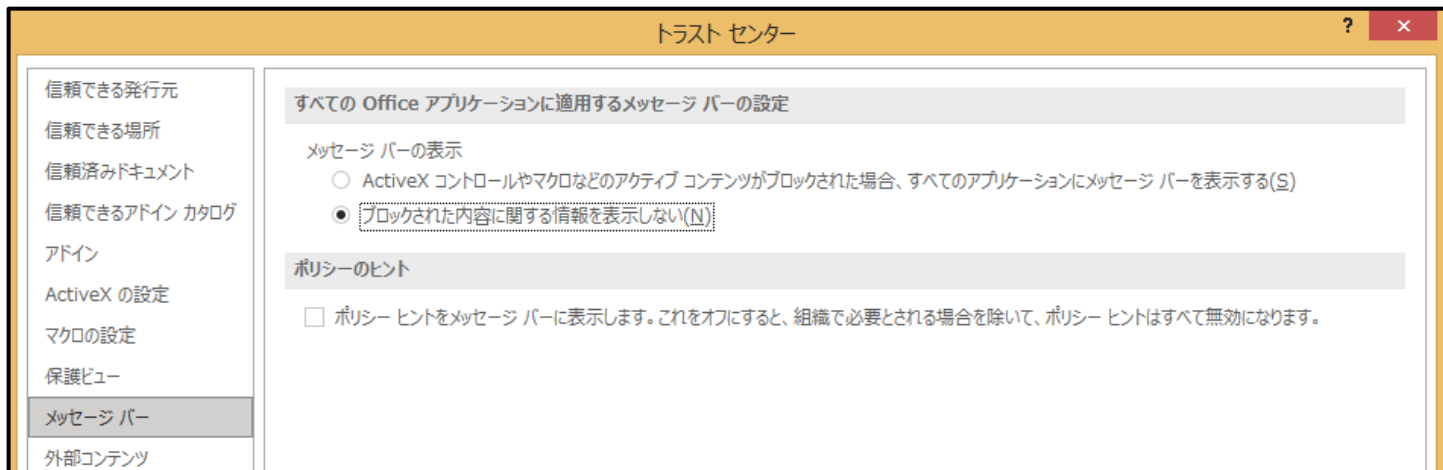 トラスト センター
? ×
信頼できる発行元
信頼できる場所
信頼済みドキュメント
信頼できるアドイン カタログ
アドイン
ActiveX の設定
マクロの設定
保護ビュー
メッセージ バー
外部コンテンツ
すべての Office アプリケーションに適用するメッセージ バーの設定
メッセージ バーの表示
ActiveX コントロールやマクロなどのアクティブ コンテンツがブロックされた場合、すべてのアプリケーションにメッセージ バーを表示する(S)
ブロックされた内容に関する情報を表示しない(N)
ポリシーのヒント
ポリシー ヒントをメッセージ バーに表示します。これをオフにすると、組織で必要とされる場合を除いて、ポリシー ヒントはすべて無効になります。